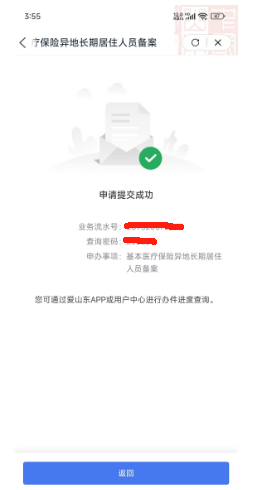 3:55
疗保险异地长期居住人员备案
申请提交成功
业务流水号:
查询密码:
申办事项: 基本医疗保险异地长期居住
人员备案
您可通过爱山东APP或用户中心进行办件进度查询。
返回